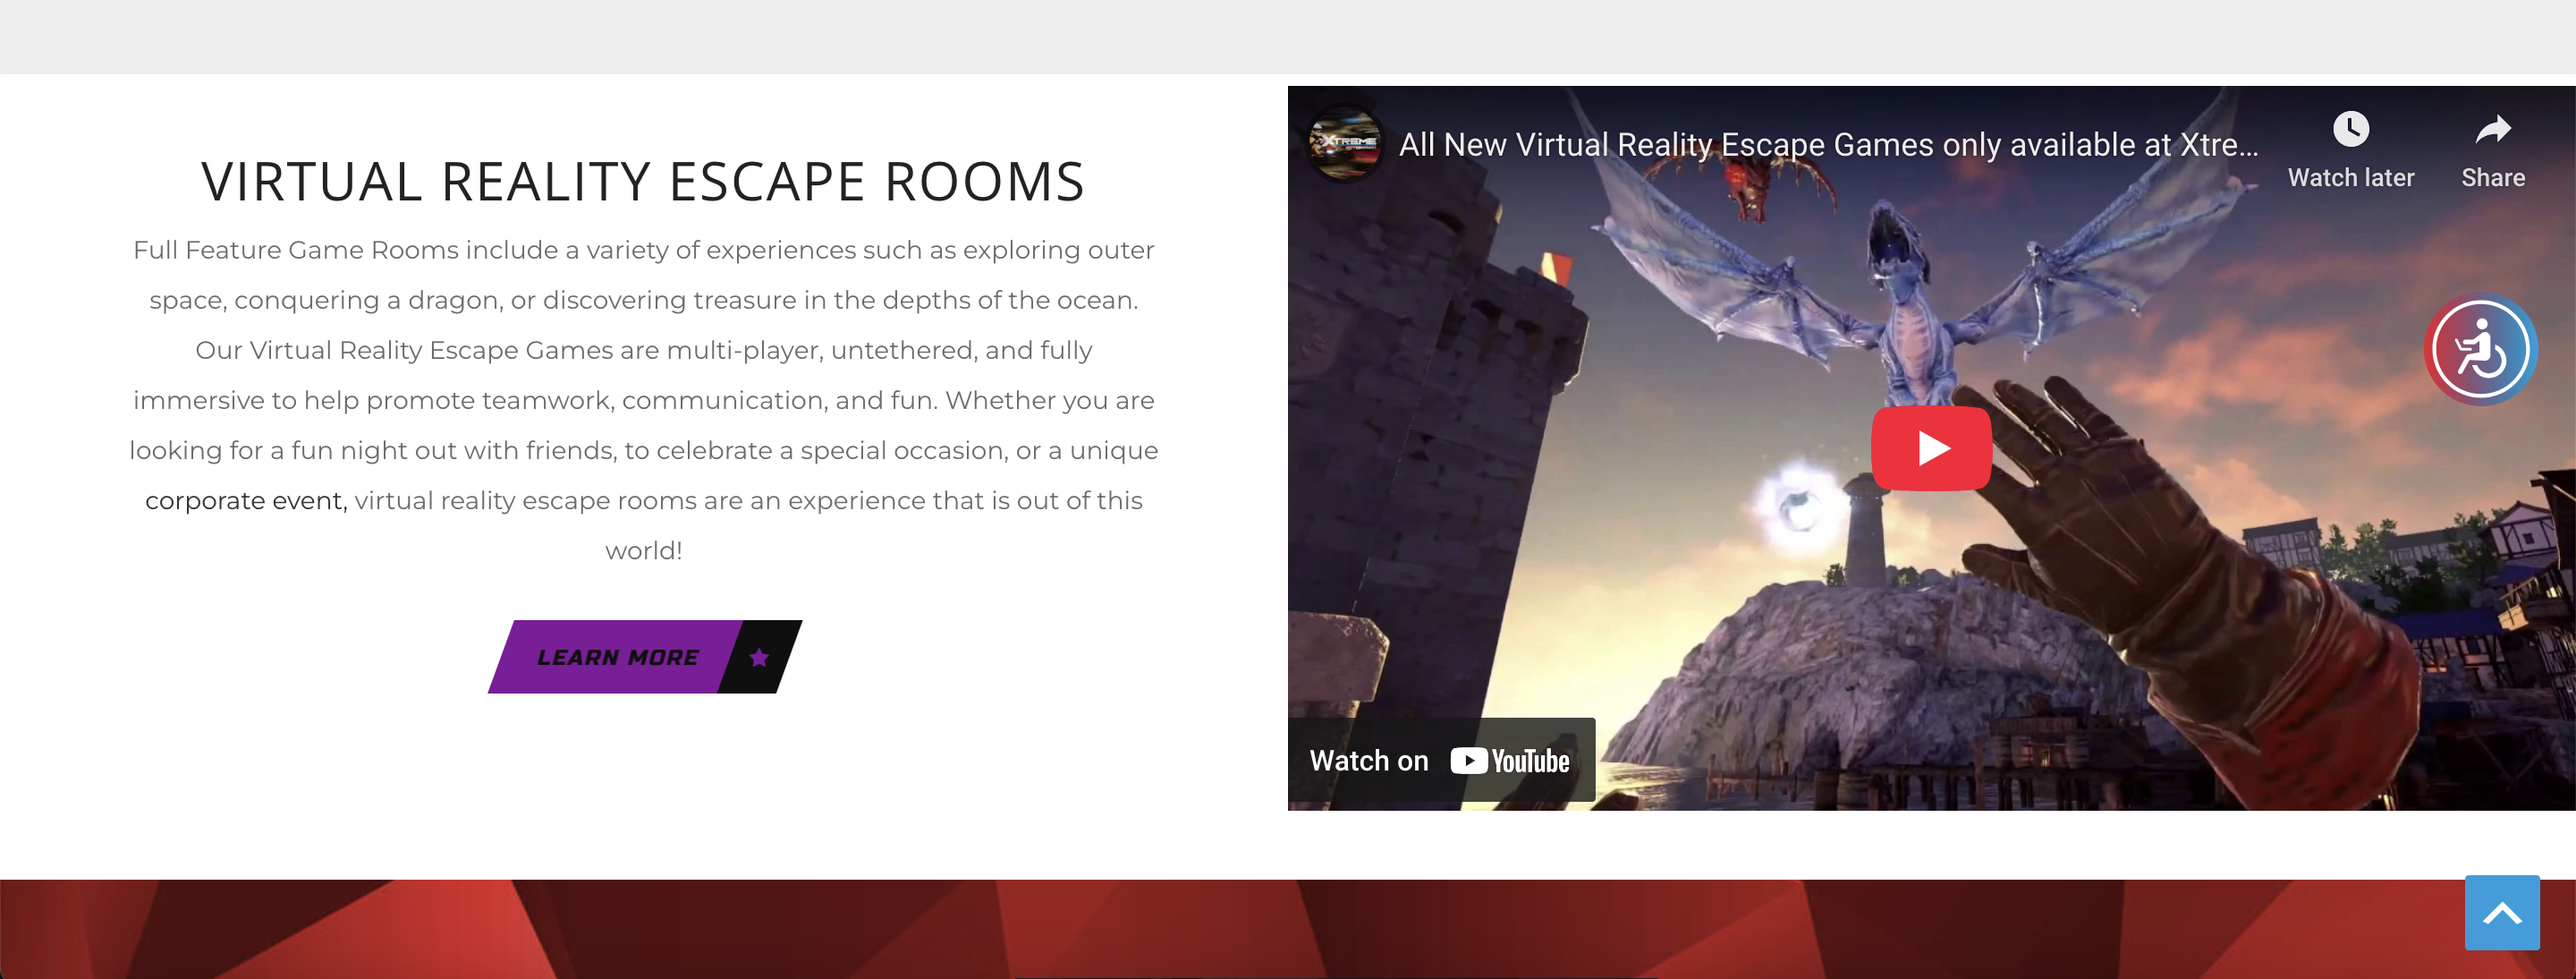 VIRTUAL REALITY ESCAPE ROOMS
Full Feature Game Rooms include a variety of experiences such as exploring outer
space, conquering a dragon, or discovering treasure in the depths of the ocean.
Our Virtual Reality Escape Games are multi-player, untethered, and fully
immersive to help promote teamwork, communication, and fun. Whether you are
looking for a fun night out with friends, to celebrate a special occasion, or a unique
corporate event, virtual reality escape rooms are an experience that is out of this
world!
LEARN MORE
XTREME
All New Virtual Reality Escape Games only available at Xtre...
Watch later
Share
Watch on YouTube